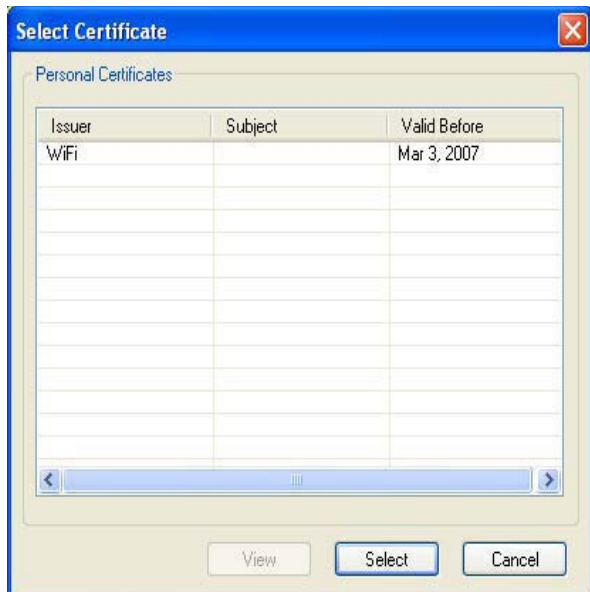 Select Certificate
Personal Certificates
Issuer Subject Valid Before
WiFi Mar 3, 2007
View Select Cancel